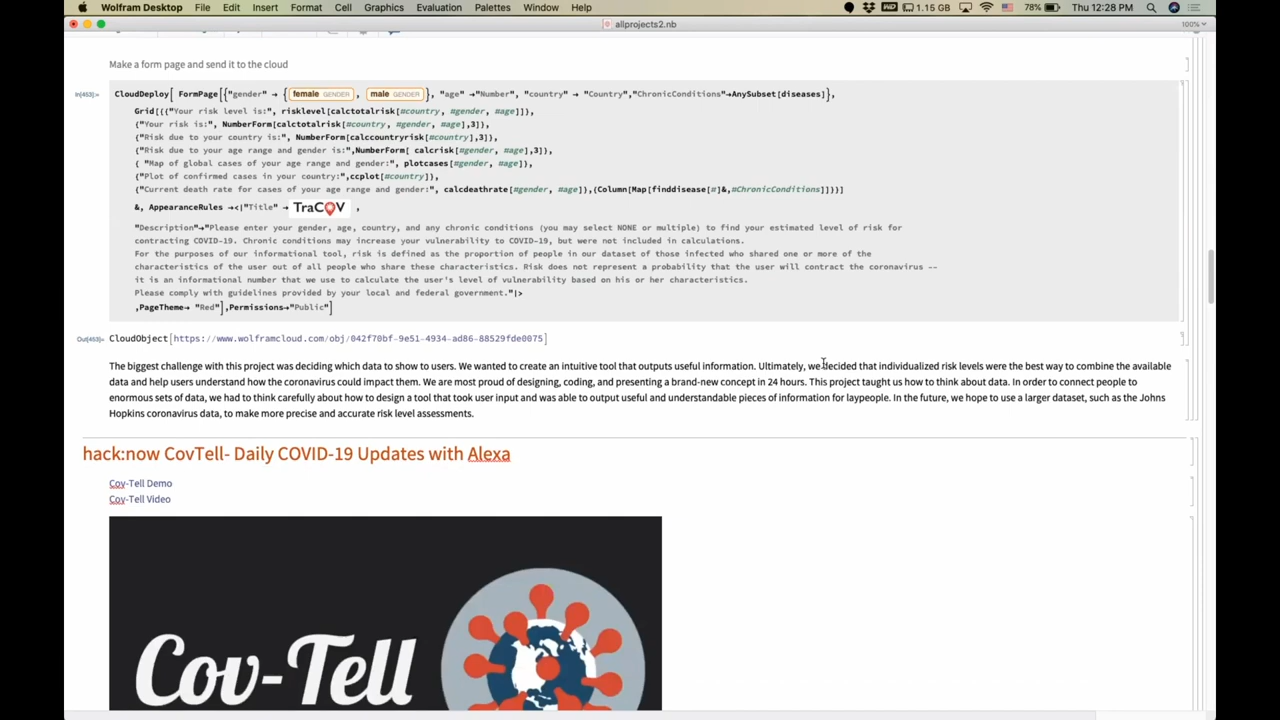 Wolfram Desktop File Edit Insert Format Cell Graphics Evaluation Palettes Window Help 1.15 GB 78% Thu 12:28 PM
allprojects2.nb 100%
Make a form page and send it to the cloud
In[453]:= CloudDeploy[ FormPage[{"gender" → {female GENDER , male GENDER}, "age" →"Number", "country" → "Country","ChronicConditions"→AnySubset[diseases]},
Grid[{{"Your risk level is:", risklevel[calctotalrisk[#country, #gender, #age]]},
{"Your risk is:", NumberForm[calctotalrisk[#country, #gender, #age],3]},
{"Risk due to your country is:", NumberForm[calccountryrisk[#country],3]},
{"Risk due to your age range and gender is:",NumberForm[ calcrisk[#gender, #age],3]},
{ "Map of global cases of your age range and gender:", plotcases[#gender, #age]},
{"Plot of confirmed cases in your country:",ccplot[#country]},
{"Current death rate for cases of your age range and gender:", calcdeathrate[#gender, #age]},(Column[Map[finddisease[#]&,#ChronicConditions]])}]
&, AppearanceRules →<|"Title" → TraCOV ,
"Description"→"Please enter your gender, age, country, and any chronic conditions (you may select NONE or multiple) to find your estimated level of risk for
contracting COVID-19. Chronic conditions may increase your vulnerability to COVID-19, but were not included in calculations.
For the purposes of our informational tool, risk is defined as the proportion of people in our dataset of those infected who shared one or more of the
characteristics of the user out of all people who share these characteristics. Risk does not represent a probability that the user will contract the coronavirus --
it is an informational number that we use to calculate the user's level of vulnerability based on his or her characteristics.
Please comply with guidelines provided by your local and federal government."|>
,PageTheme→ "Red"],Permissions→"Public"]
Out[453]= CloudObject[https://www.wolframcloud.com/obj/042f70bf-9e51-4934-ad86-88529fde0075]
The biggest challenge with this project was deciding which data to show to users. We wanted to create an intuitive tool that outputs useful information. Ultimately, we decided that individualized risk levels were the best way to combine the available
data and help users understand how the coronavirus could impact them. We are most proud of designing, coding, and presenting a brand-new concept in 24 hours. This project taught us how to think about data. In order to connect people to
enormous sets of data, we had to think carefully about how to design a tool that took user input and was able to output useful and understandable pieces of information for laypeople. In the future, we hope to use a larger dataset, such as the Johns
Hopkins coronavirus data, to make more precise and accurate risk level assessments.
hack:now CovTell- Daily COVID-19 Updates with Alexa
Cov-Tell Demo
Cov-Tell Video
Cov-Tell